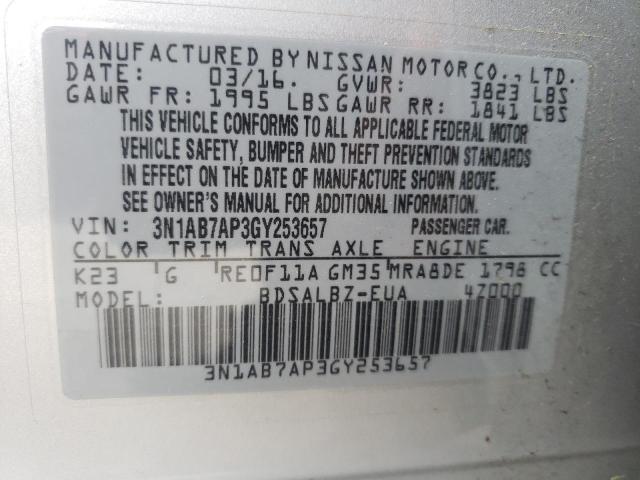 MANUFACTURED BY NISSAN MOTOR CO., LTD.
DATE: 03/16. GVWR: 3823 LBS
GAWR FR: 1995 LBS GAWR RR: 1841 LBS
THIS VEHICLE CONFORMS TO ALL APPLICABLE FEDERAL MOTOR
VEHICLE SAFETY, BUMPER AND THEFT PREVENTION STANDARDS
IN EFFECT ON THE DATE OF MANUFACTURE SHOWN ABOVE.
SEE OWNER'S MANUAL FOR ADDITIONAL INFORMATION.
VIN: 3N1AB7AP3GY253657 PASSENGER CAR.
COLOR TRIM TRANS AXLE ENGINE
K23 G RE0F11A GM35 MRA8DE 1798 CC
MODEL: BDSALBZ-EUA 4Z000
3N1AB7AP3GY253657